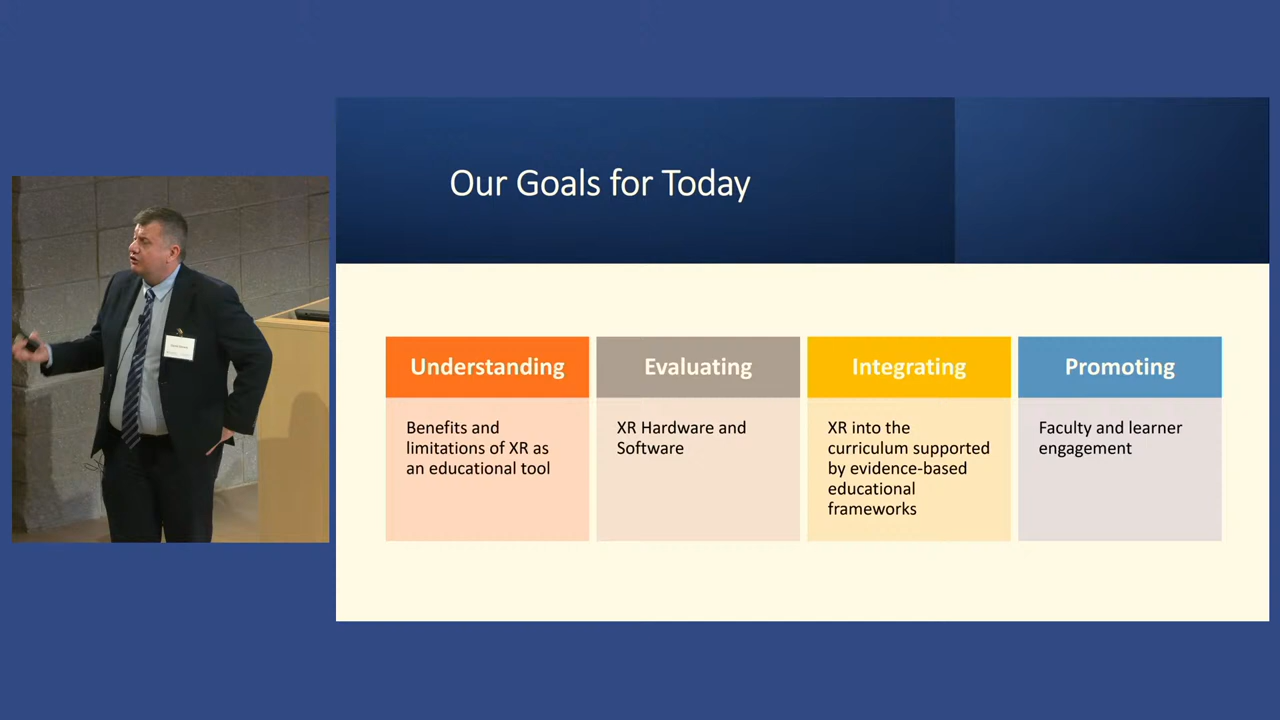 Our Goals for Today
Understanding
Benefits and
limitations of XR as
an educational tool
Evaluating
XR Hardware and
Software
Integrating
XR into the
curriculum supported
by evidence-based
educational
frameworks
Promoting
Faculty and learner
engagement